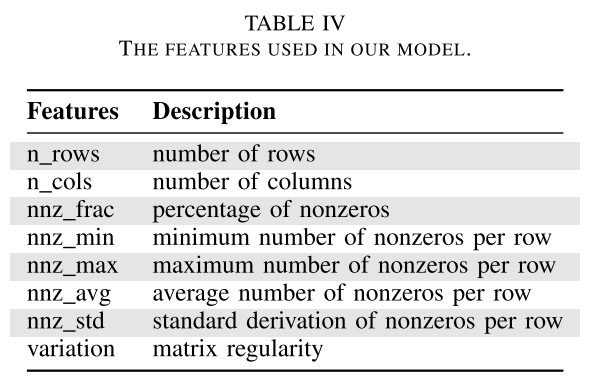 TABLE IV
THE FEATURES USED IN OUR MODEL.
Features Description
n_rows number of rows
n_cols number of columns
nnz_frac percentage of nonzeros
nnz_min minimum number of nonzeros per row
nnz_max maximum number of nonzeros per row
nnz_avg average number of nonzeros per row
nnz_std standard derivation of nonzeros per row
variation matrix regularity